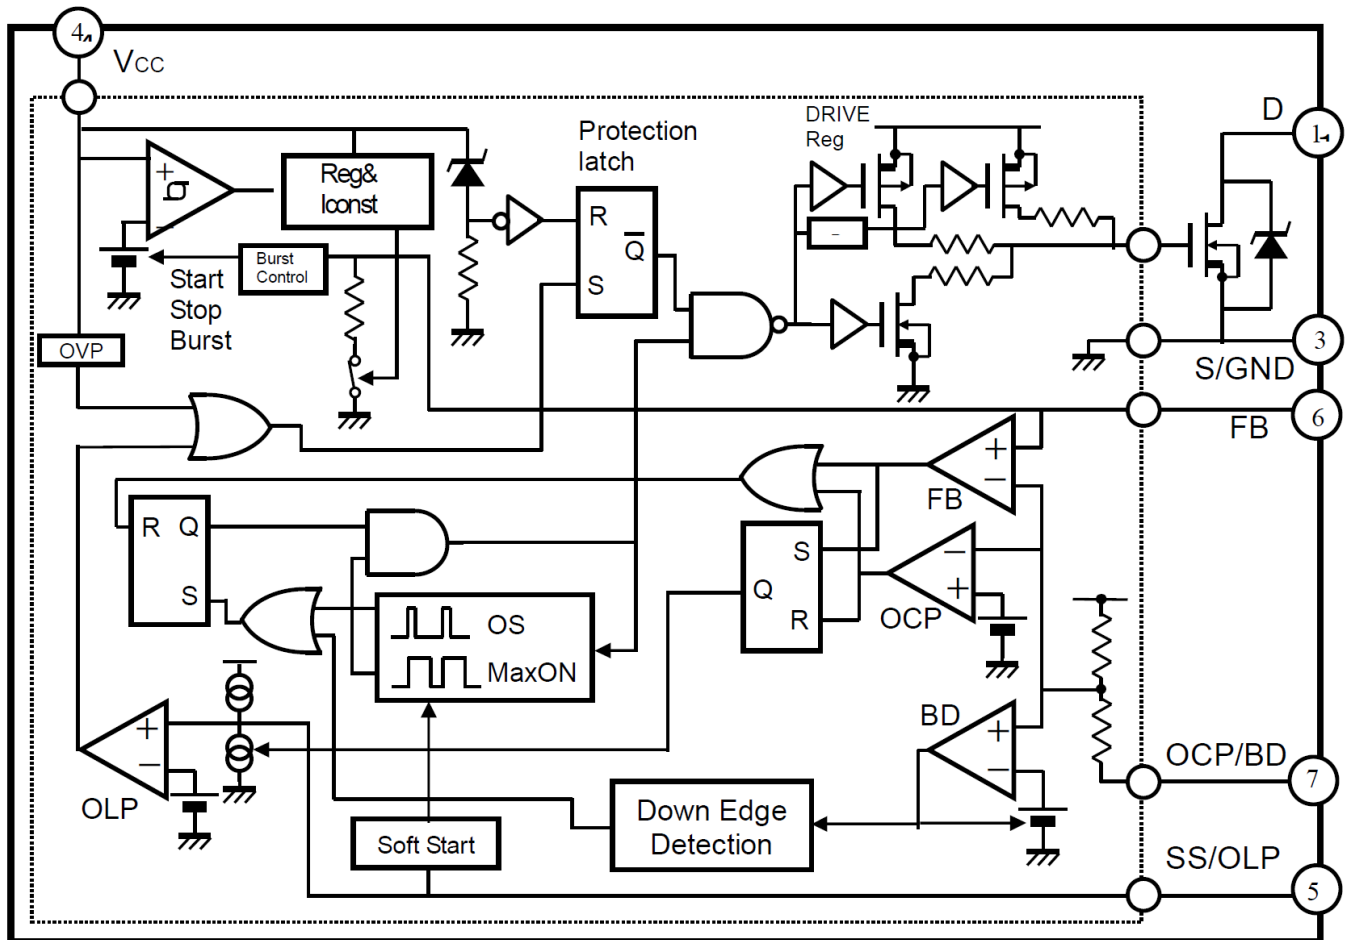 4
VCC
DRIVE
Reg
D
1
Protection
latch
+
−
Reg&
Iconst
R
Q
S
Burst
Control
Start
Stop
Burst
-
OVP
3
S/GND
6
FB
+
−
FB
R
Q
S
S
Q
R
−
+
OCP
OS
MaxON
+
−
OLP
BD
+
−
OCP/BD
7
Down Edge
Detection
Soft Start
SS/OLP
5